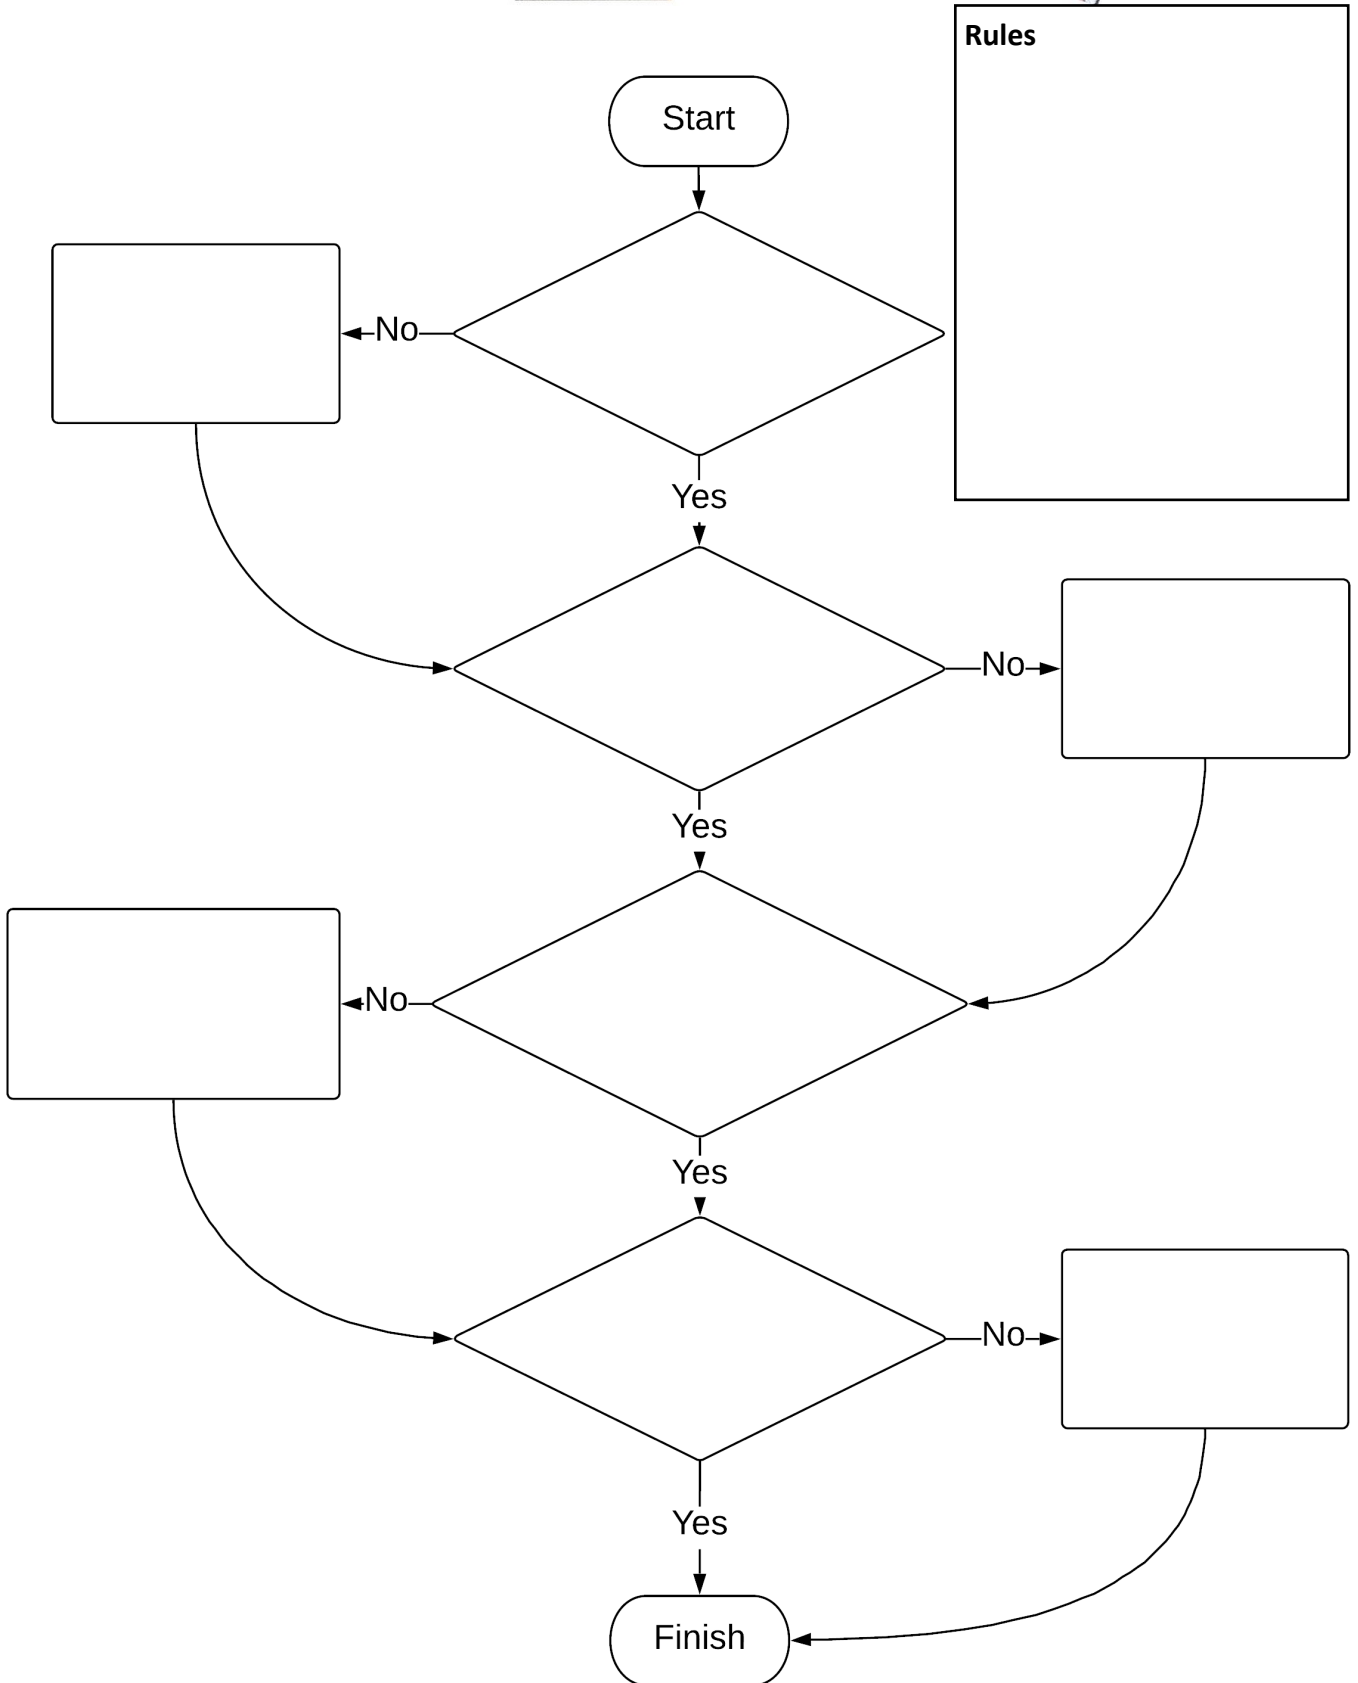 Rules
Start
No
Yes
No
Yes
No
Yes
No
Yes
Finish